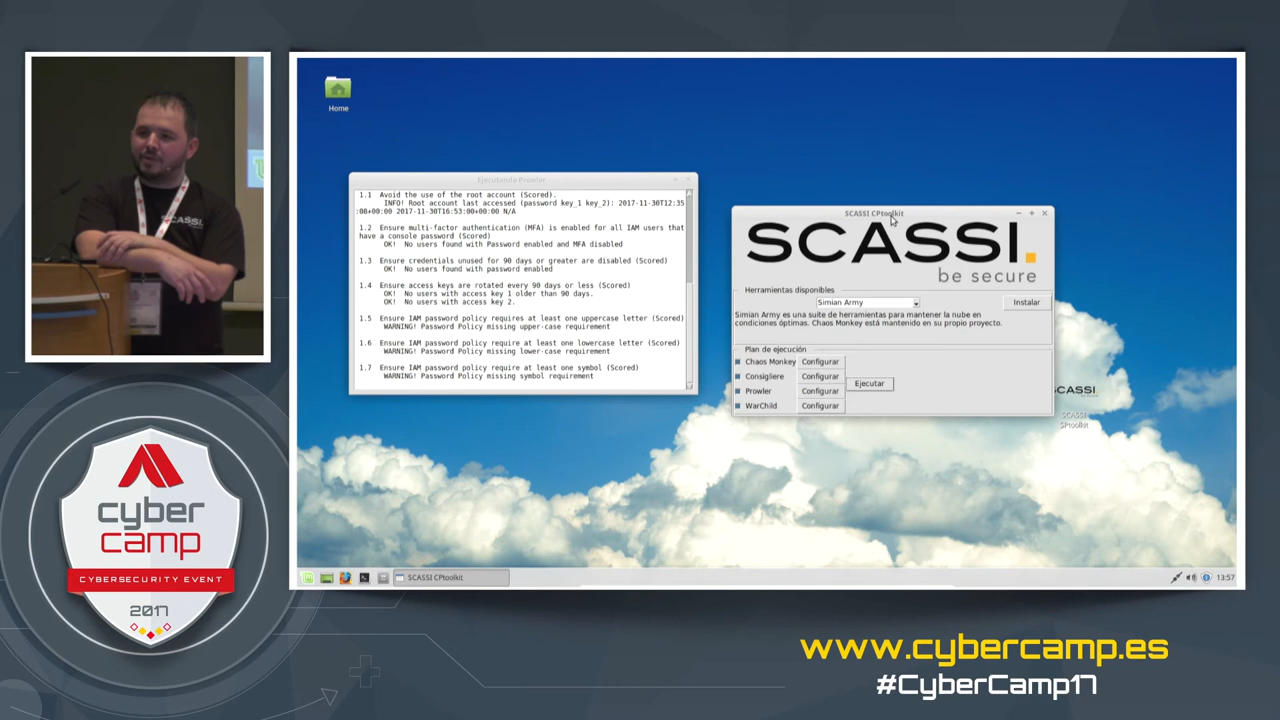 SCASSI
Home
Ejecutando Prowler
1.1 Avoid the use of the root account (Scored).
INFO! Root account last accessed (password key_1 key_2): 2017-11-30T12:35
:08+00:00 2017-11-30T16:53:00+00:00 N/A
1.2 Ensure multi-factor authentication (MFA) is enabled for all IAM users that
have a console password (Scored)
OK! No users found with Password enabled and MFA disabled
1.3 Ensure credentials unused for 90 days or greater are disabled (Scored)
OK! No users found with password enabled
1.4 Ensure access keys are rotated every 90 days or less (Scored)
OK! No users with access key 1 older than 90 days.
OK! No users with access key 2.
1.5 Ensure IAM password policy requires at least one uppercase letter (Scored)
WARNING! Password Policy missing upper-case requirement
1.6 Ensure IAM password policy require at least one lowercase letter (Scored)
WARNING! Password Policy missing lower-case requirement
1.7 Ensure IAM password policy require at least one symbol (Scored)
WARNING! Password Policy missing symbol requirement
SCASSI CPtoolkit
SCASSI.
be secure
Herramientas disponibles
Simian Army
Instalar
Simian Army es una suite de herramientas para mantener la nube en
condiciones óptimas. Chaos Monkey está mantenido en su propio proyecto.
Plan de ejecución
Chaos Monkey Configurar
Consigliere Configurar
Prowler Configurar
WarChild Configurar
Ejecutar
SCASSI
CPtoolkit
SCASSI CPtoolkit
13:57
cyber
camp
CYBERSECURITY EVENT
2017
www.cybercamp.es
#CyberCamp17